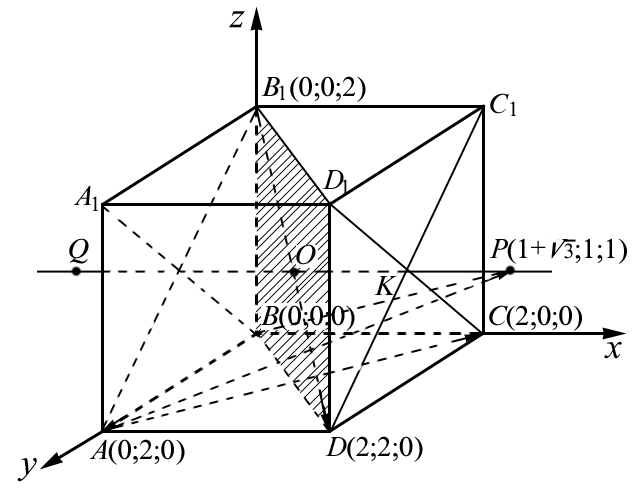 z
B₁(0;0;2)
C₁
D₁
A₁
Q
O
P(1+√3;1;1)
K
B(0;0;0)
C(2;0;0)
x
y
A(0;2;0)
D(2;2;0)